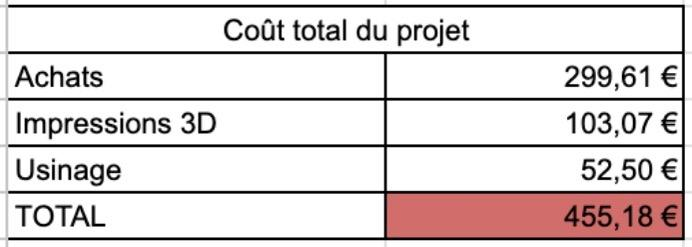 Coût total du projet
Achats 299,61 €
Impressions 3D 103,07 €
Usinage 52,50 €
TOTAL 455,18 €